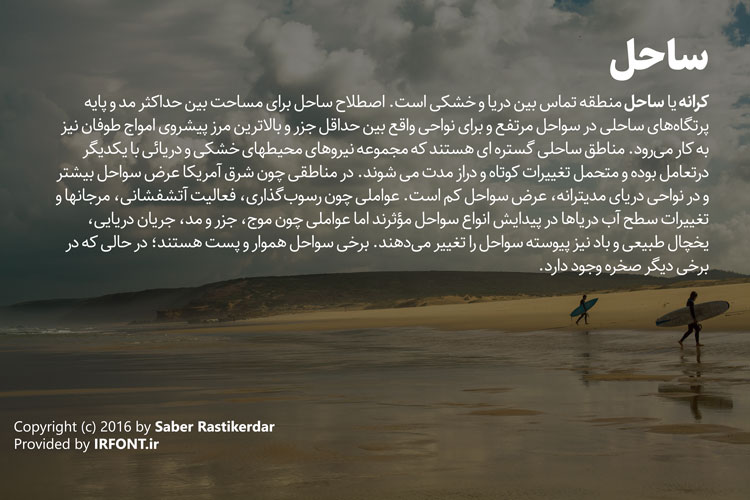 ساحل
کرانه یا ساحل منطقه تماس بین دریا و خشکی است. اصطلاح ساحل برای مساحت بین حداکثر مد و پایه
پرتگاه‌های ساحلی در سواحل مرتفع و برای نواحی واقع بین حداقل جزر و بالاترین مرز پیشروی امواج طوفان نیز
به کار می‌رود. مناطق ساحلی گستره ای هستند که مجموعه نیروهای محیطهای خشکی و دریائی با یکدیگر
درتعامل بوده و متحمل تغییرات کوتاه و دراز مدت می شوند. در مناطقی چون شرق آمریکا عرض سواحل بیشتر
و در نواحی دریای مدیترانه، عرض سواحل کم است. عواملی چون رسوب‌گذاری، فعالیت آتشفشانی، مرجانها و
تغییرات سطح آب دریاها در پیدایش انواع سواحل مؤثرند اما عواملی چون موج، جزر و مد، جریان دریایی،
یخچال طبیعی و باد نیز پیوسته سواحل را تغییر می‌دهند. برخی سواحل هموار و پست هستند؛ در حالی که در
برخی دیگر صخره وجود دارد.
Copyright (c) 2016 by Saber Rastikerdar
Provided by IRFONT.ir